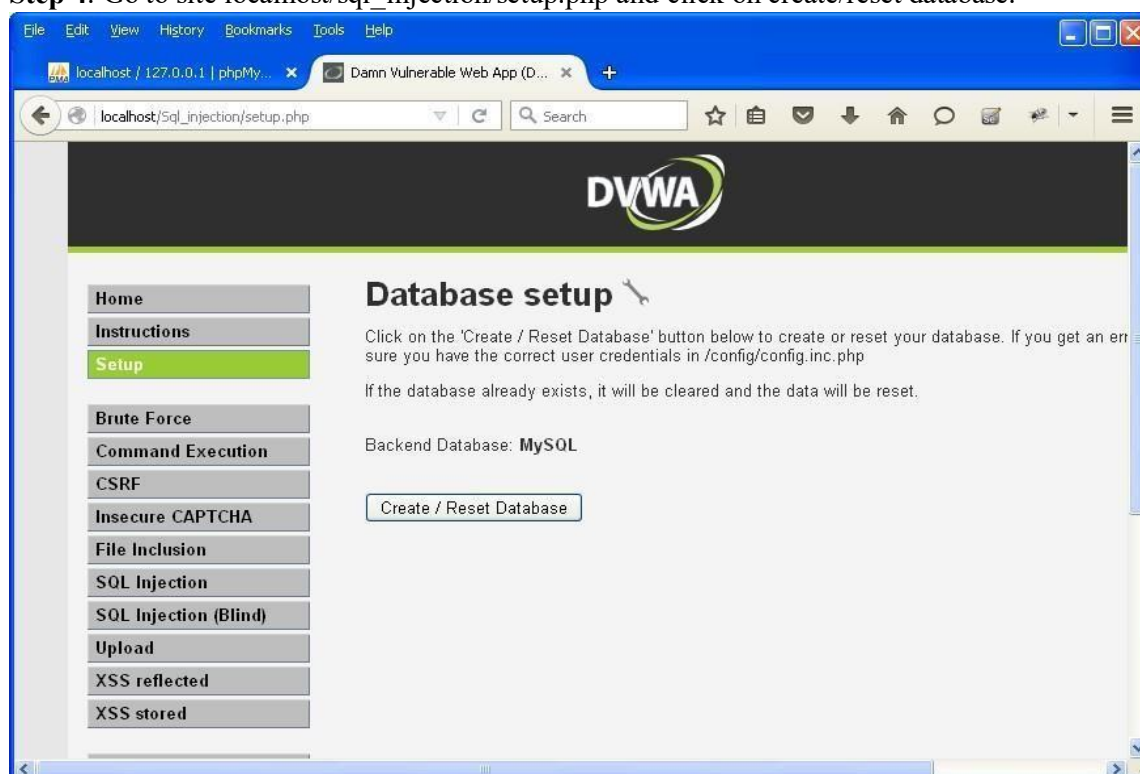 Step 4: Go to site localhost/sql_injection/setup.php and click on create/reset database.
File Edit View History Bookmarks Tools Help
localhost / 127.0.0.1 | phpMy... Damn Vulnerable Web App (D...
localhost/Sql_injection/setup.php Search
DVWA
Home
Instructions
Setup
Brute Force
Command Execution
CSRF
Insecure CAPTCHA
File Inclusion
SQL Injection
SQL Injection (Blind)
Upload
XSS reflected
XSS stored
Database setup
Click on the 'Create / Reset Database' button below to create or reset your database. If you get an err
sure you have the correct user credentials in /config/config.inc.php
If the database already exists, it will be cleared and the data will be reset.
Backend Database: MySQL
Create / Reset Database